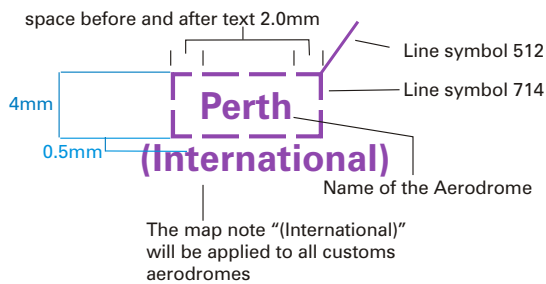 space before and after text 2.0mm
Line symbol 512
Line symbol 714
4mm
Perth
0.5mm
(International)
Name of the Aerodrome
The map note “(International)”
will be applied to all customs
aerodromes